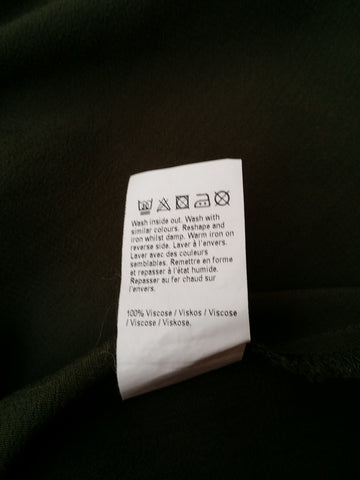 Wash inside out. Wash with
similar colours. Reshape and
iron whilst damp. Warm iron on
reverse side. Laver à l'envers.
Laver avec des couleurs
semblables. Remettre en forme
et repasser à l'état humide.
Repasser au fer chaud sur
l'envers.
100% Viscose / Viskos / Viscose
/ Viscose / Viskose.